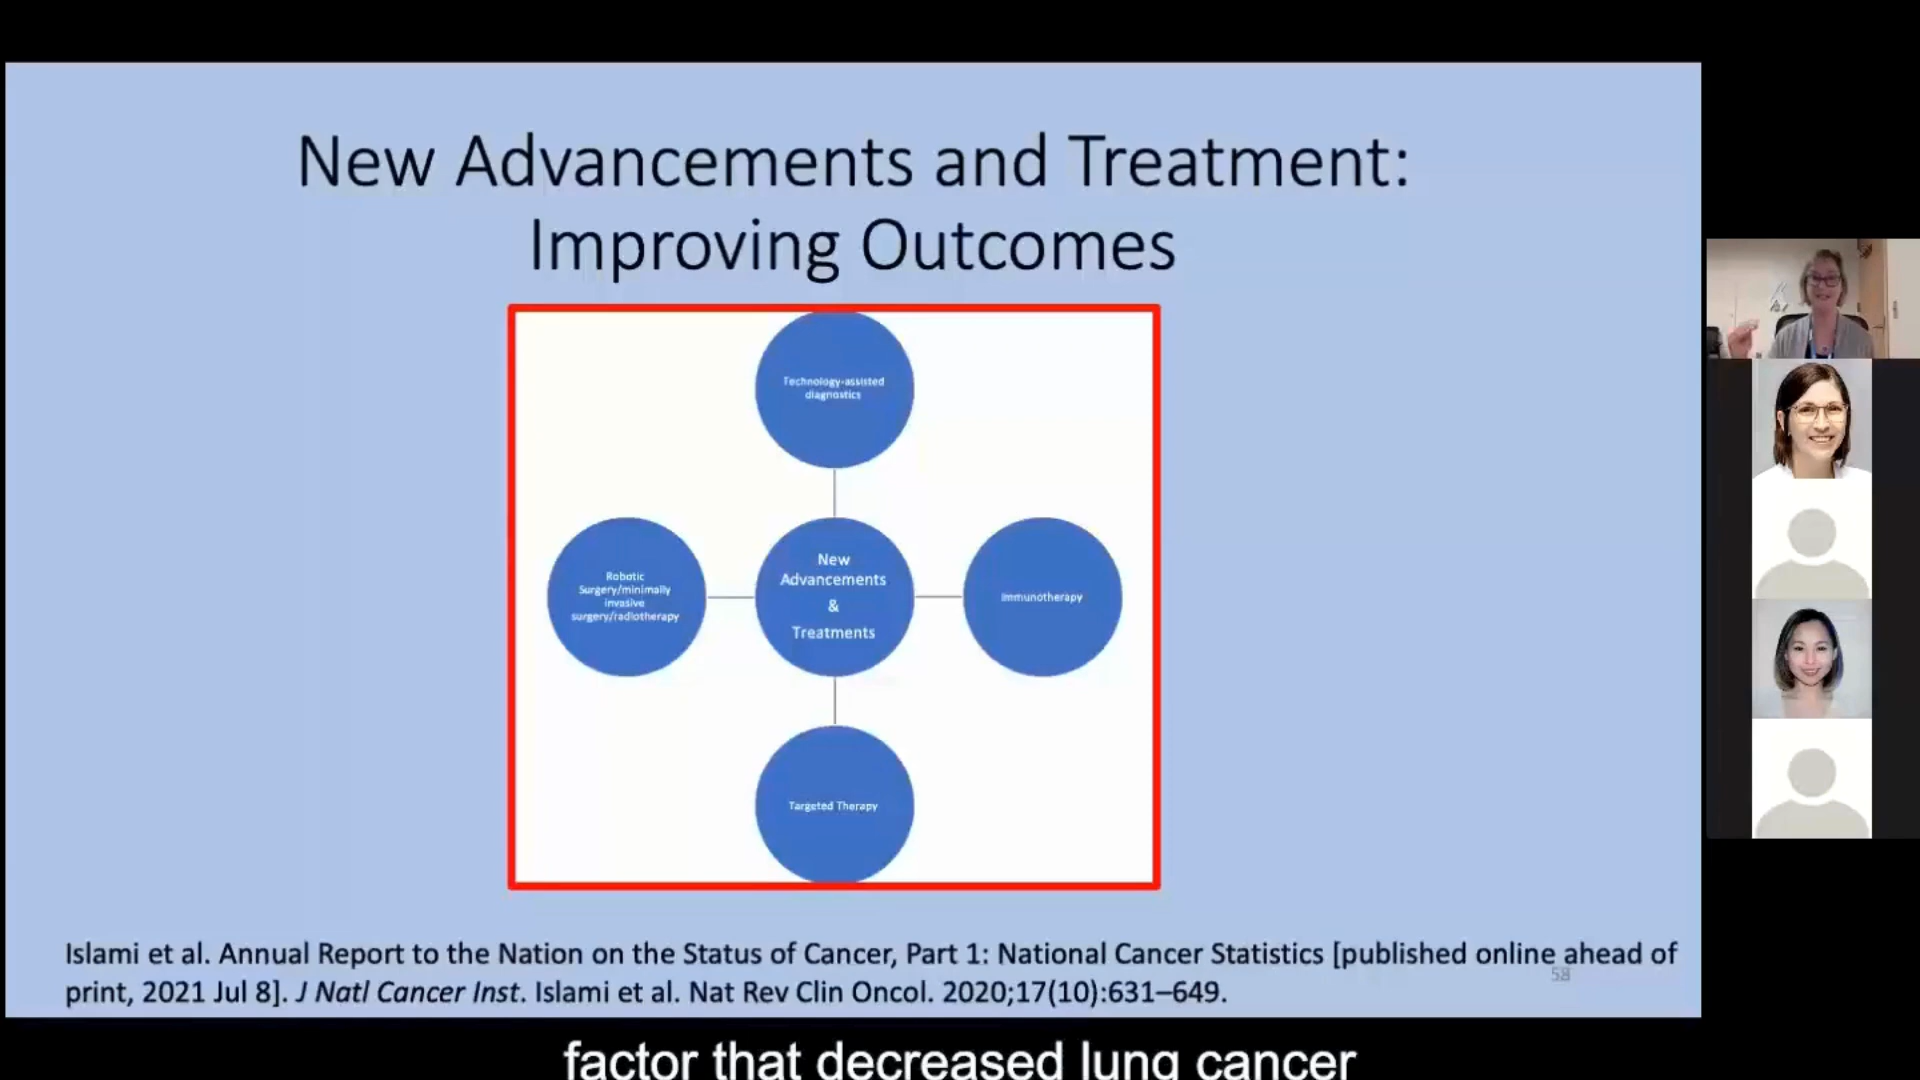 New Advancements and Treatment:
Improving Outcomes
Technology-assisted
diagnostics
Robotic
Surgery/minimally
invasive
surgery/radiotherapy
New
Advancements
&
Treatments
Immunotherapy
Targeted Therapy
Islami et al. Annual Report to the Nation on the Status of Cancer, Part 1: National Cancer Statistics [published online ahead of
print, 2021 Jul 8]. J Natl Cancer Inst. Islami et al. Nat Rev Clin Oncol. 2020;17(10):631–649.
58
factor that decreased lung cancer